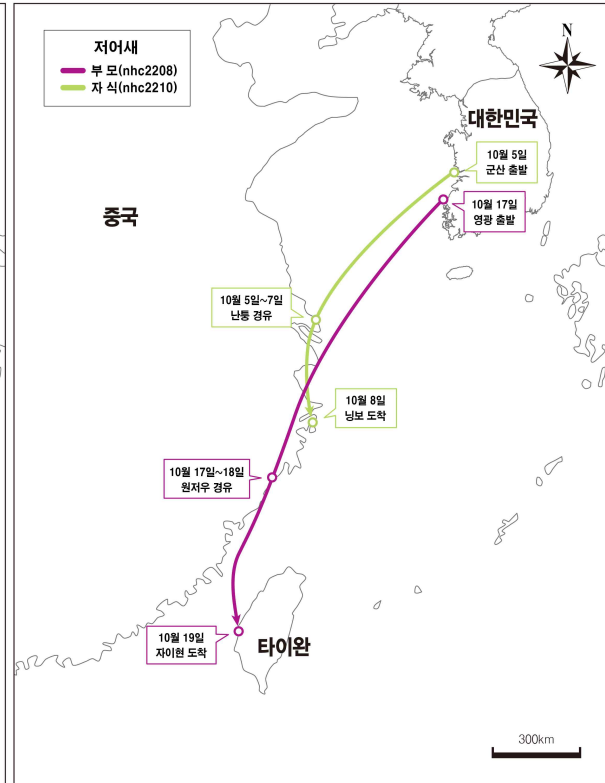 저어새
부 모(nhc2208)
자 식(nhc2210)
N
대한민국
10월 5일
군산 출발
10월 17일
영광 출발
중국
10월 5일~7일
난퉁 경유
10월 8일
닝보 도착
10월 17일~18일
원저우 경유
10월 19일
자이현 도착
타이완
300km